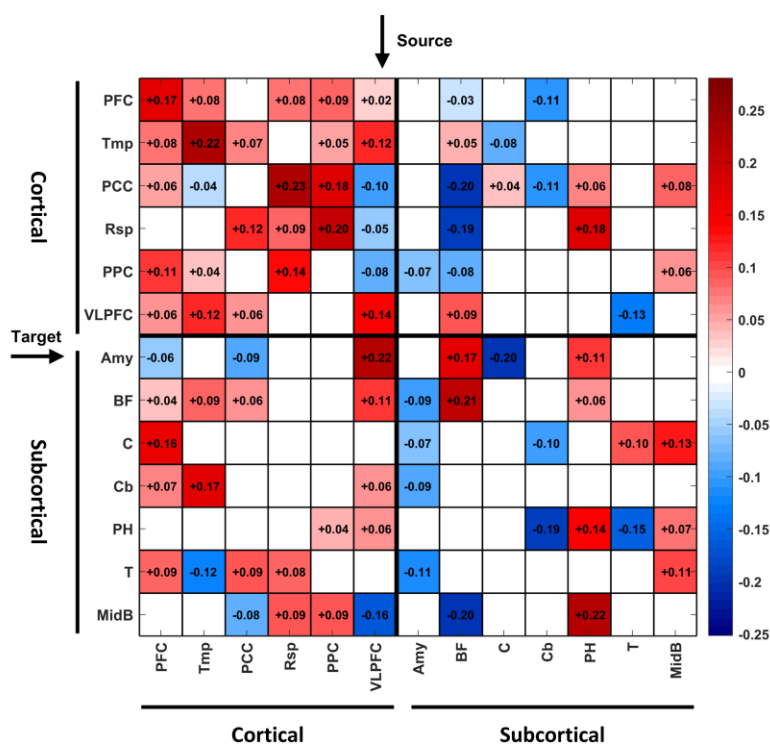 Source
PFC +0.17 +0.08 +0.08 +0.09 +0.02 -0.03 -0.11
Tmp +0.08 +0.22 +0.07 +0.05 +0.12 +0.05 -0.08
PCC +0.06 -0.04 +0.23 +0.18 -0.10 -0.20 +0.04 -0.11 +0.06 +0.08
Rsp +0.12 +0.09 +0.20 -0.05 -0.19 +0.18
PPC +0.11 +0.04 +0.14 -0.08 -0.07 -0.08 +0.06
VLPFC +0.06 +0.12 +0.06 +0.14 +0.09 -0.13
Cortical
Target
Amy -0.06 -0.09 +0.22 +0.17 -0.20 +0.11
BF +0.04 +0.09 +0.06 +0.11 -0.09 +0.21 +0.06
C +0.16 -0.07 -0.10 +0.10 +0.13
Cb +0.07 +0.17 +0.06 -0.09
PH +0.04 +0.06 -0.19 +0.14 -0.15 +0.07
T +0.09 -0.12 +0.09 +0.08 -0.11 +0.11
MidB -0.08 +0.09 +0.09 -0.16 -0.20 +0.22
Subcortical
PFC Tmp PCC Rsp PPC VLPFC Amy BF C Cb PH T MidB
Cortical Subcortical
0.25
0.2
0.15
0.1
0.05
0
-0.05
-0.1
-0.15
-0.2
-0.25